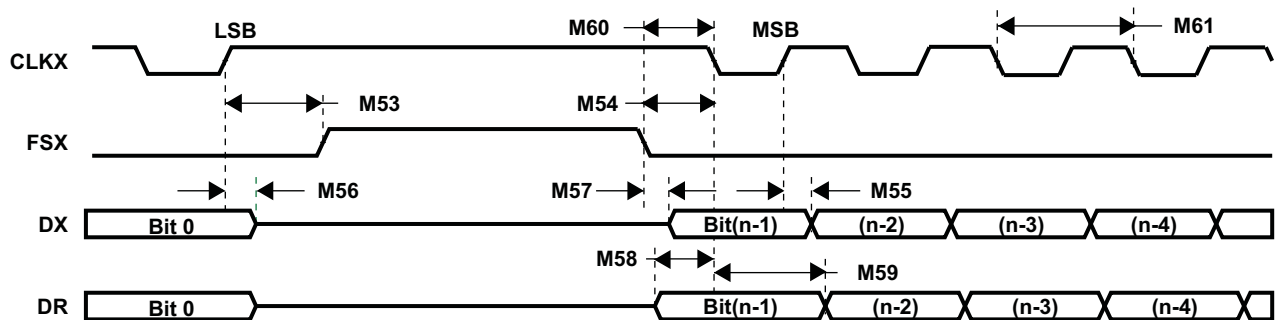 LSB
M60
MSB
M61
CLKX
M53
M54
FSX
M56
M57
M55
DX
Bit 0
Bit(n-1)
(n-2)
(n-3)
(n-4)
M58
M59
DR
Bit 0
Bit(n-1)
(n-2)
(n-3)
(n-4)